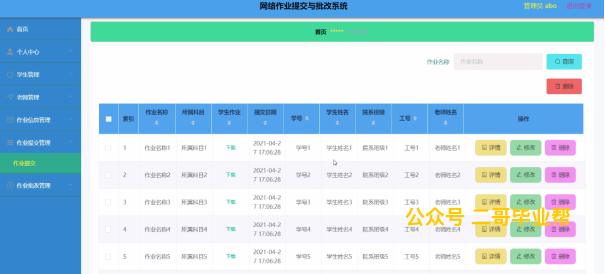 网络作业提交与批改系统
管理员 abo
退出登录
首页
首页
个人中心
学生管理
老师管理
作业信息管理
作业提交管理
作业提交
作业批改管理
作业名称 作业名称 查询
删除
索引 作业名称 所属科目 学生作业 提交日期 学号 学生姓名 院系班级 工号 老师姓名 操作
1 作业名称1 所属科目1 下载 2021-04-27 17:06:28 学号1 学生姓名1 院系班级1 工号1 老师姓名1 详情 修改 删除
2 作业名称2 所属科目2 下载 2021-04-27 17:06:28 学号2 学生姓名2 院系班级2 工号2 老师姓名2 详情 修改 删除
3 作业名称3 所属科目3 下载 2021-04-27 17:06:28 学号3 学生姓名3 院系班级3 工号3 老师姓名3 详情 修改 删除
4 作业名称4 所属科目4 下载 2021-04-27 17:06:28 学号4 学生姓名4 院系班级4 工号4 老师姓名4 详情 修改 删除
5 作业名称5 所属科目5 下载 2021-04-2 学号5 学生姓名5 院系班级5 工号5 老师姓名5 详情 修改 删除
公众号 二哥毕业帮